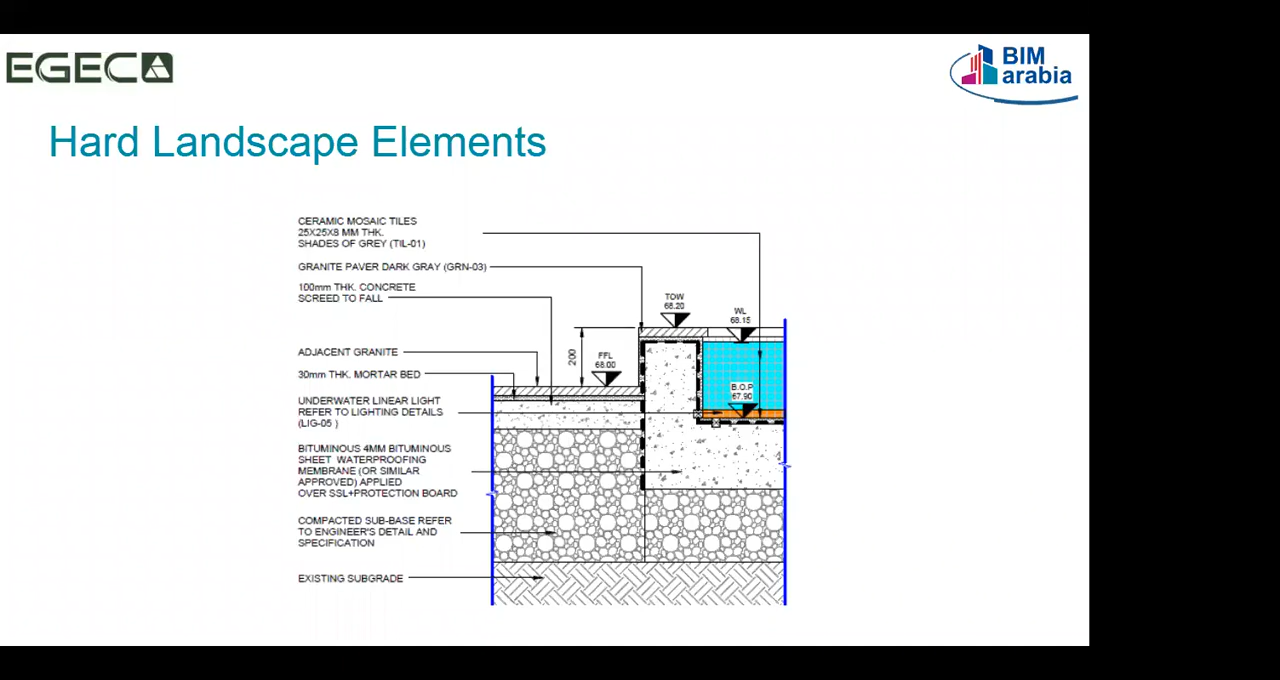 EGECA
BIM
arabia
Hard Landscape Elements
CERAMIC MOSAIC TILES
25X25X8 MM THK.
SHADES OF GREY (TIL-01)
GRANITE PAVER DARK GRAY (GRN-03)
100mm THK. CONCRETE
SCREED TO FALL
TOW
68.20
WL
68.15
200
FFL
68.00
ADJACENT GRANITE
30mm THK. MORTAR BED
B.O.P
67.90
UNDERWATER LINEAR LIGHT
REFER TO LIGHTING DETAILS
(LIG-05 )
BITUMINOUS 4MM BITUMINOUS
SHEET WATERPROOFING
MEMBRANE (OR SIMILAR
APPROVED) APPLIED
OVER SSL+PROTECTION BOARD
COMPACTED SUB-BASE REFER
TO ENGINEER'S DETAIL AND
SPECIFICATION
EXISTING SUBGRADE